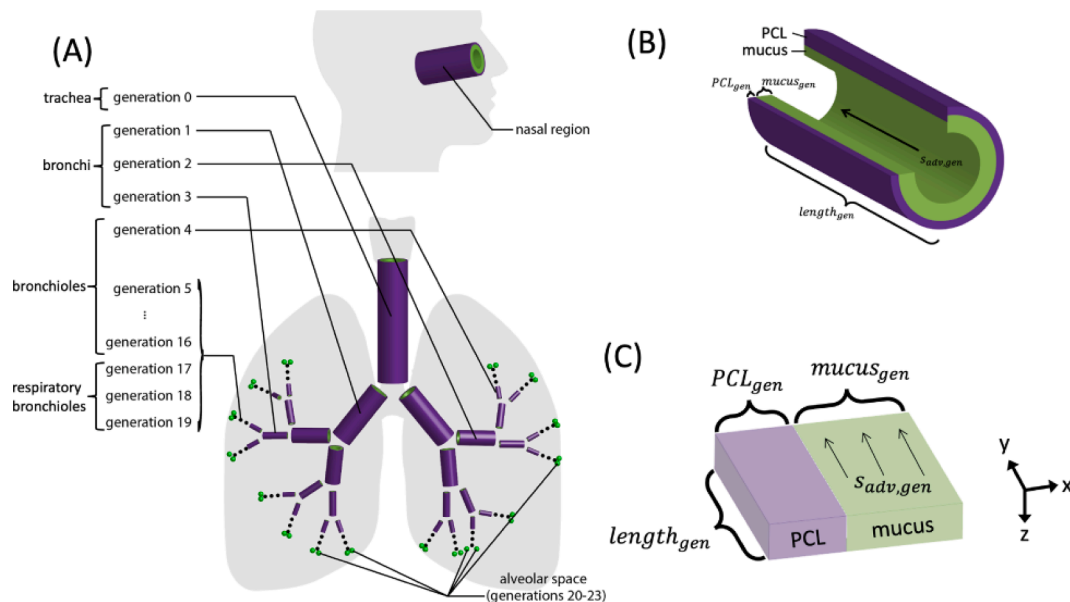 (A)
trachea
generation 0
generation 1
bronchi
generation 2
generation 3
generation 4
bronchioles
generation 5
⋮
generation 16
respiratory
bronchioles
generation 17
generation 18
generation 19
nasal region
alveolar space
(generations 20-23)
(B)
PCL
mucus
PCL_gen
mucus_gen
s_adv,gen
length_gen
(C)
PCL_gen
mucus_gen
s_adv,gen
length_gen
PCL
mucus
y
x
z